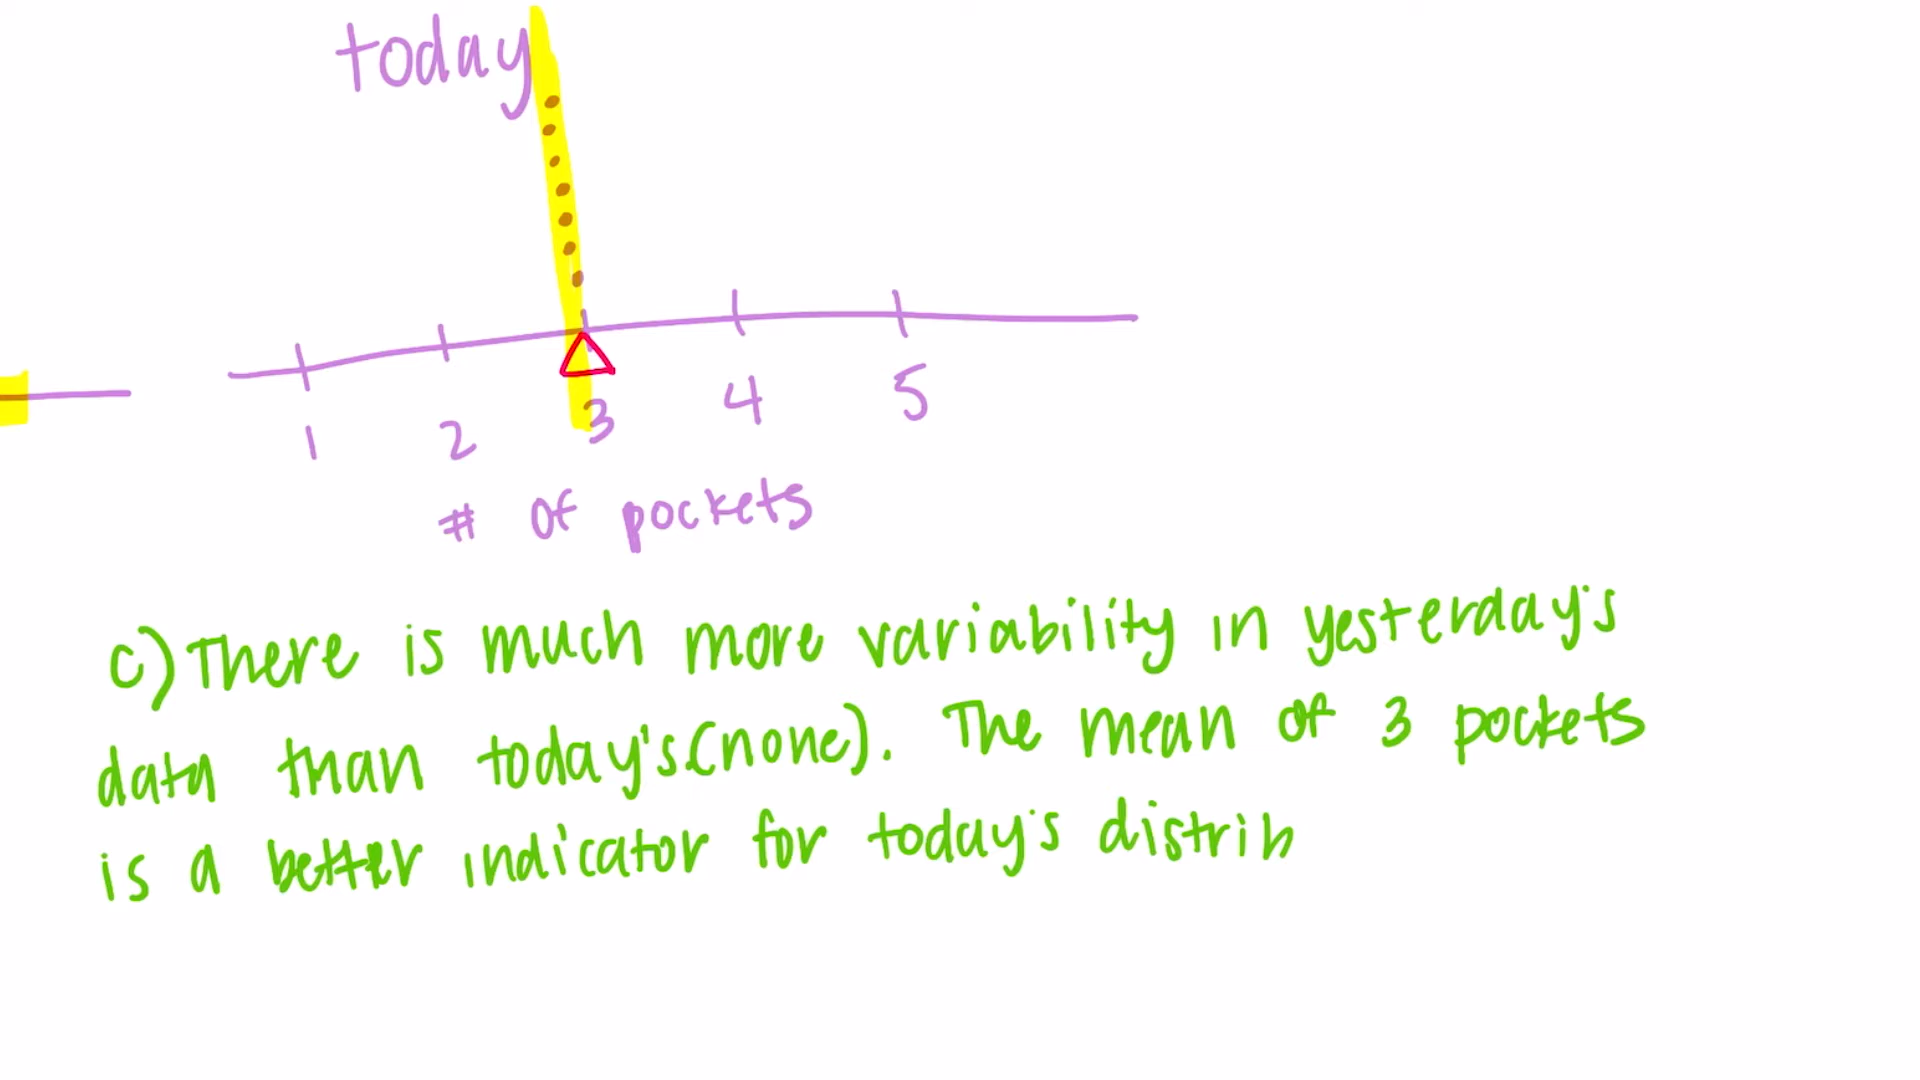 today
1 2 3 4 5
# of pockets
c) There is much more variability in yesterday's
data than today's (none). The mean of 3 pockets
is a better indicator for today's distrib